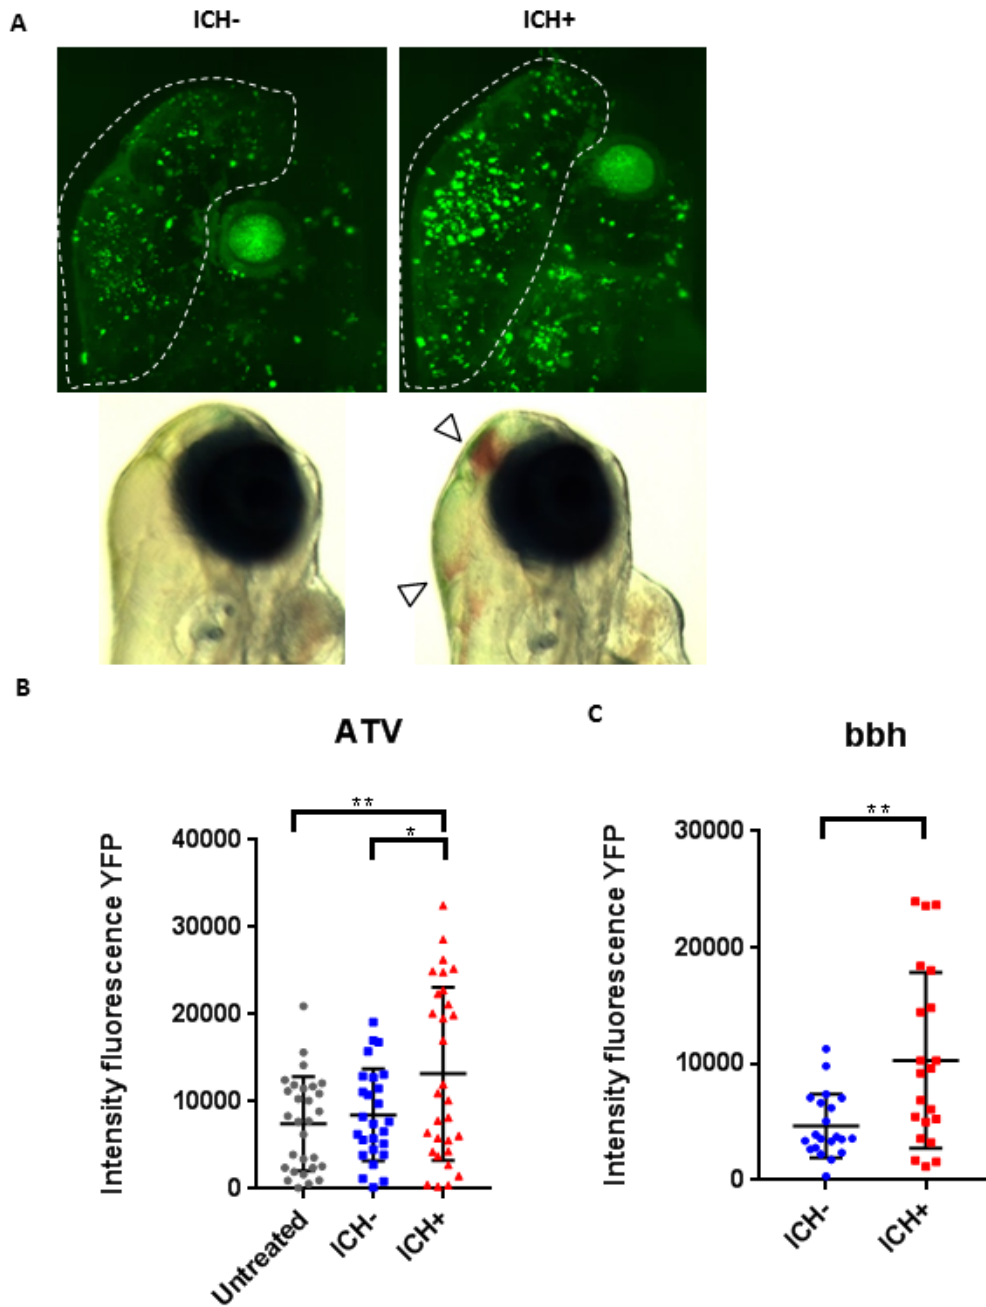 A
ICH-
ICH+
B
ATV
C
bbh
**
*
Intensity fluorescence YFP
40000
30000
20000
10000
0
Untreated
ICH-
ICH+
**
Intensity fluorescence YFP
30000
20000
10000
0
ICH-
ICH+